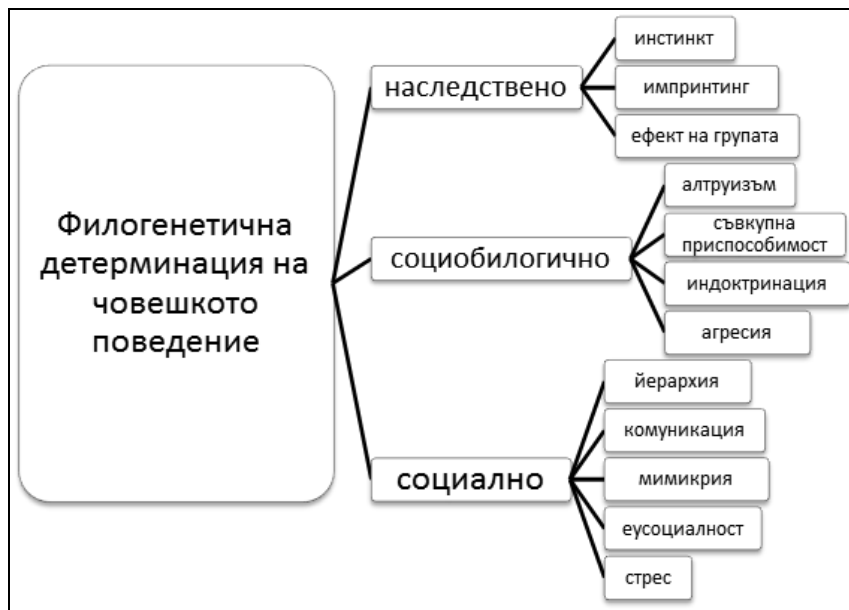 Филогенетична
детерминация на
човешкото
поведение
наследствено
инстинкт
импринтинг
ефект на групата
социобилогично
алтруизъм
съвкупна
приспособимост
индоктринация
агресия
социално
йерархия
комуникация
мимикрия
еусоциалност
стрес